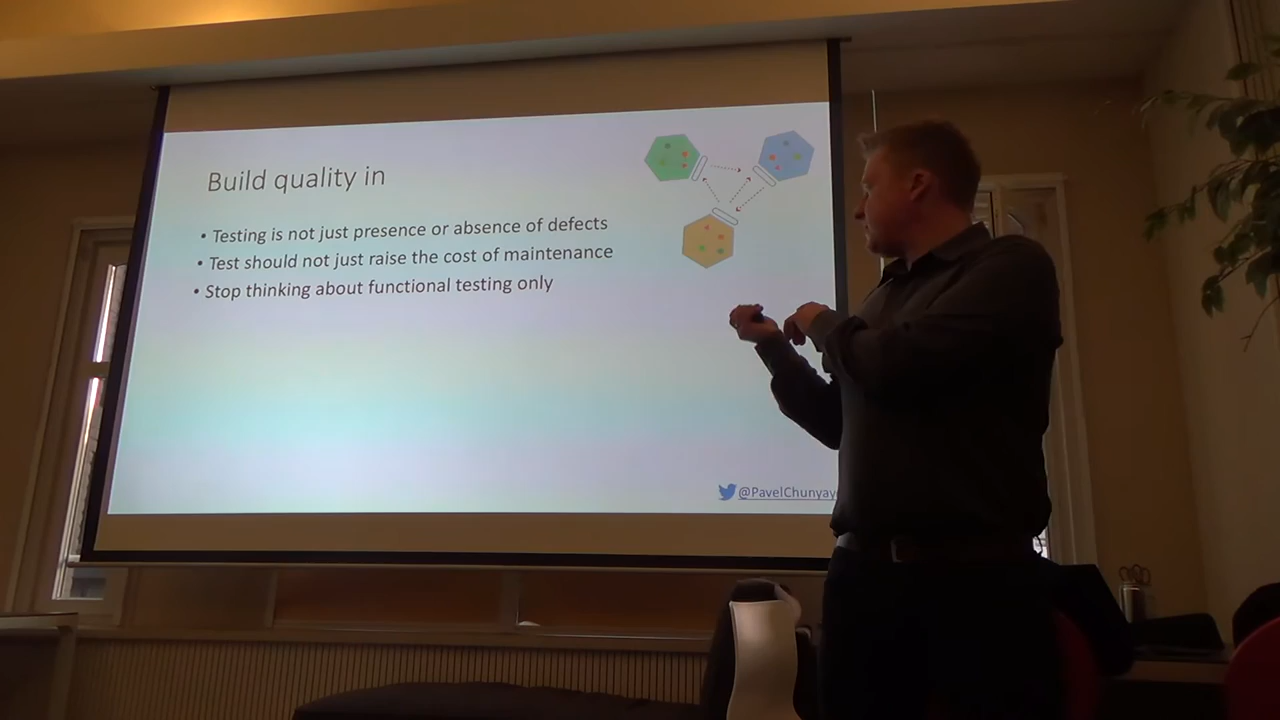 Build quality in
• Testing is not just presence or absence of defects
• Test should not just raise the cost of maintenance
• Stop thinking about functional testing only
@PavelChunyay